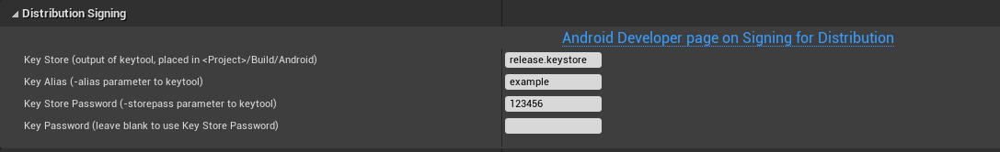 Distribution Signing
Android Developer page on Signing for Distribution
Key Store (output of keytool, placed in <Project>/Build/Android) release.keystore
Key Alias (-alias parameter to keytool) example
Key Store Password (-storepass parameter to keytool) 123456
Key Password (leave blank to use Key Store Password)